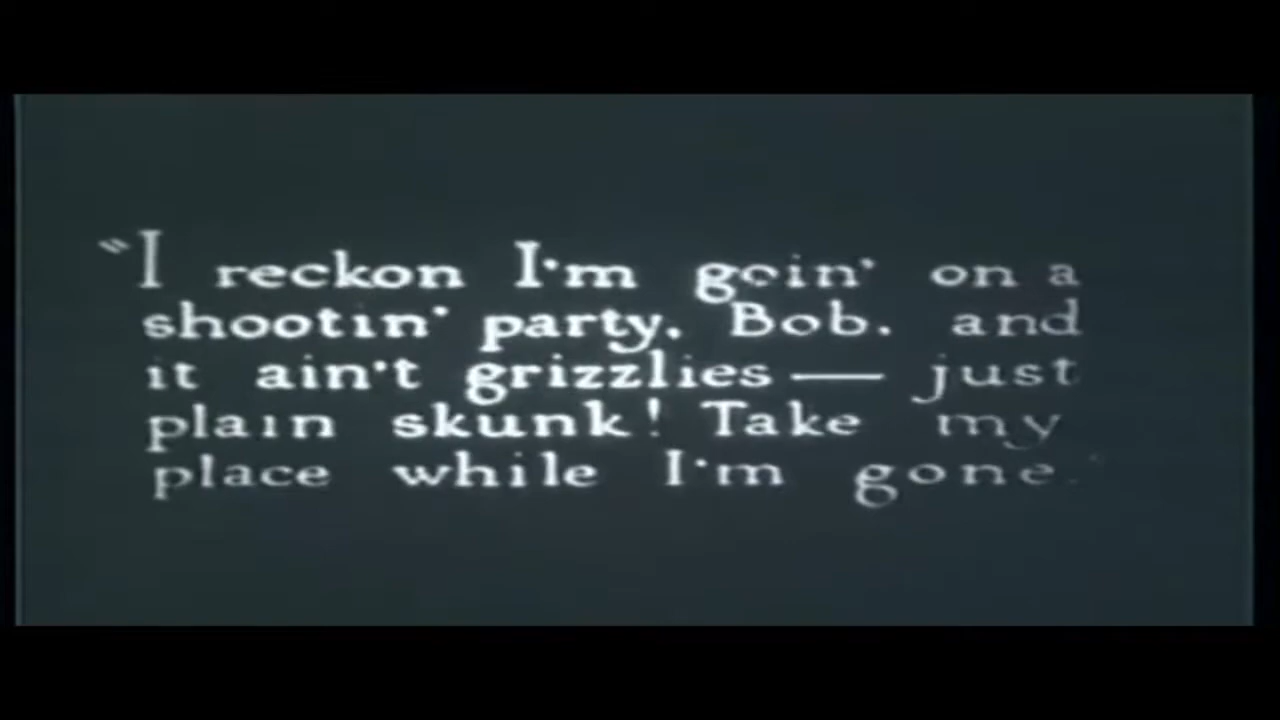 "I reckon I'm goin' on a
shootin' party, Bob, and
it ain't grizzlies — just
plain skunk! Take my
place while I'm gone."